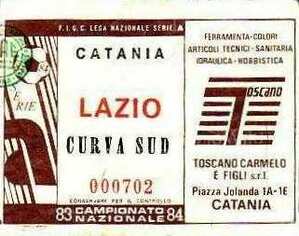 F.I.G.C. LEGA NAZIONALE SERIE A
CATANIA
LAZIO
CURVA SUD
000702
CONSERVARE PER IL CONTROLLO
83 CAMPIONATO 84
NAZIONALE
E
ERIE
a
FERRAMENTA-COLORI
ARTICOLI TECNICI-SANITARIA
IDRAULICA-HOBBISTICA
Toscano
TOSCANO CARMELO
E FIGLI s.r.l.
Piazza Jolanda 1A-1E
CATANIA